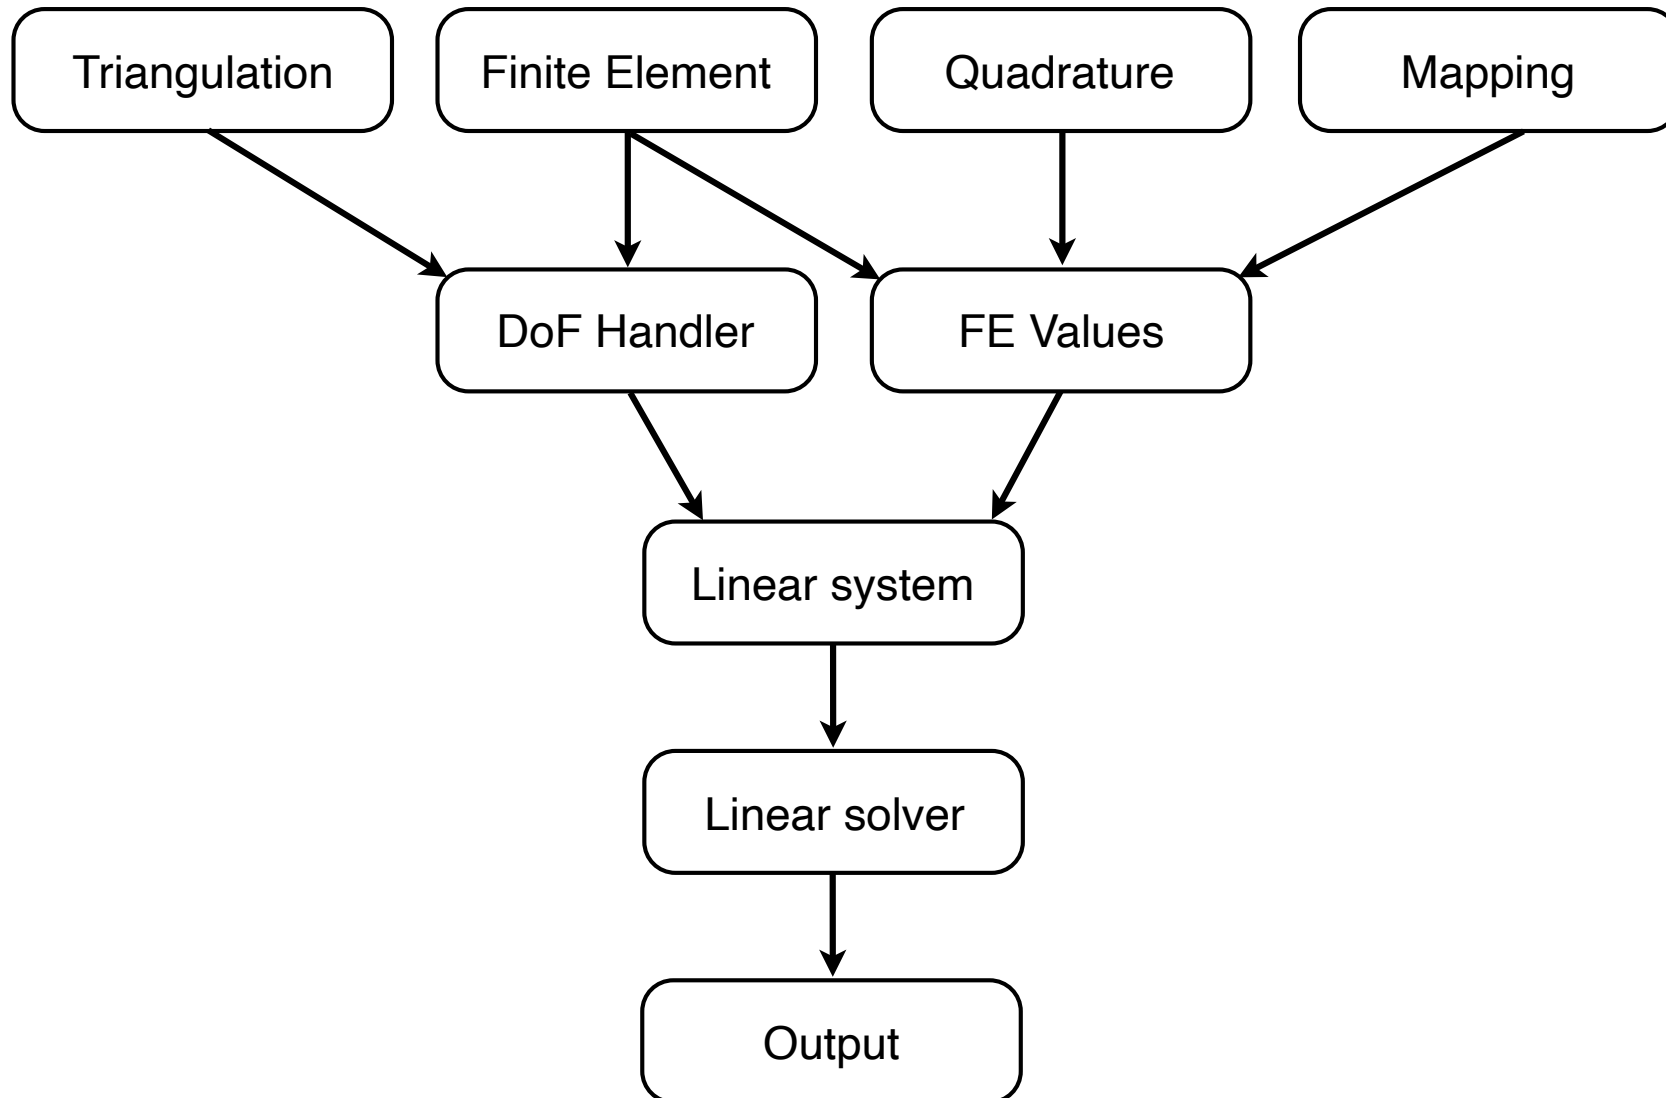 Triangulation
Finite Element
Quadrature
Mapping
DoF Handler
FE Values
Linear system
Linear solver
Output